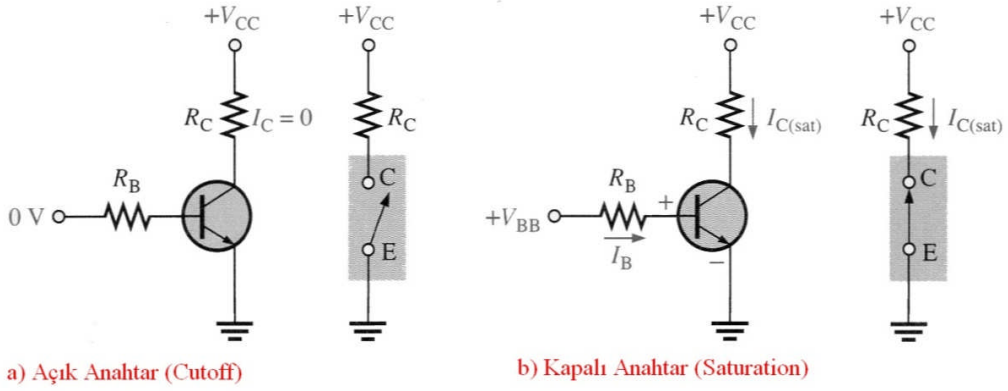 +VCC
+VCC
RC
IC = 0
RC
C
RB
0 V
E
a) Açık Anahtar (Cutoff)
+VCC
+VCC
RC
IC(sat)
RC
IC(sat)
C
RB
+
+VBB
IB
−
E
b) Kapalı Anahtar (Saturation)